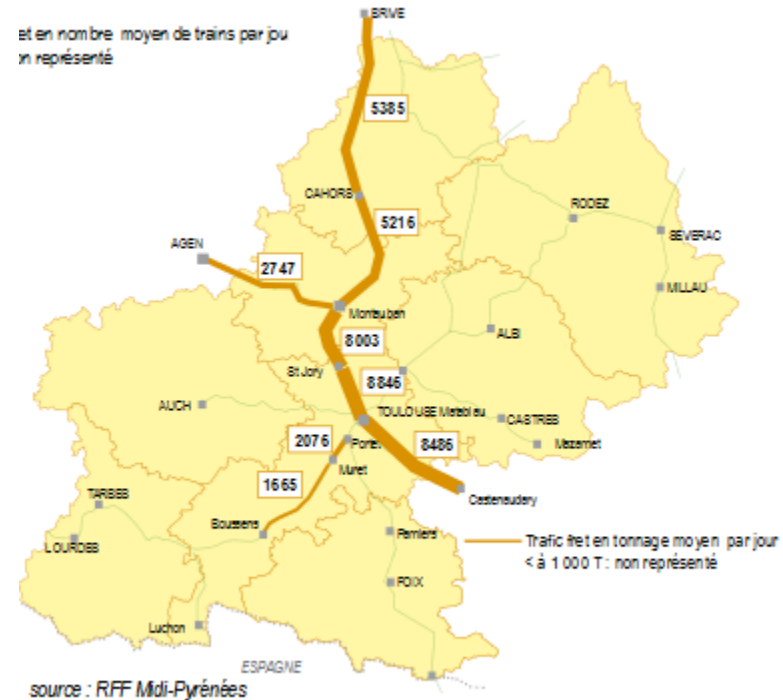 BRIVE
et en nombre moyen de trains par jou
n représenté
5385
CAHORS
RODEZ
5216
SEVERAC
AGEN
2747
MILLAU
Montauban
ALBI
8003
St Jory
8846
AUCH
TOULOUSE Matabiau
CASTRES
2076
Portet
8486
Mazamet
Muret
1665
TARBES
Castenaudary
Boussens
Pamiers
LOURDES
Trafic fret en tonnage moyen par jour
< à 1 000 T : non représenté
FOIX
Luchon
ESPAGNE
source : RFF Midi-Pyrénées